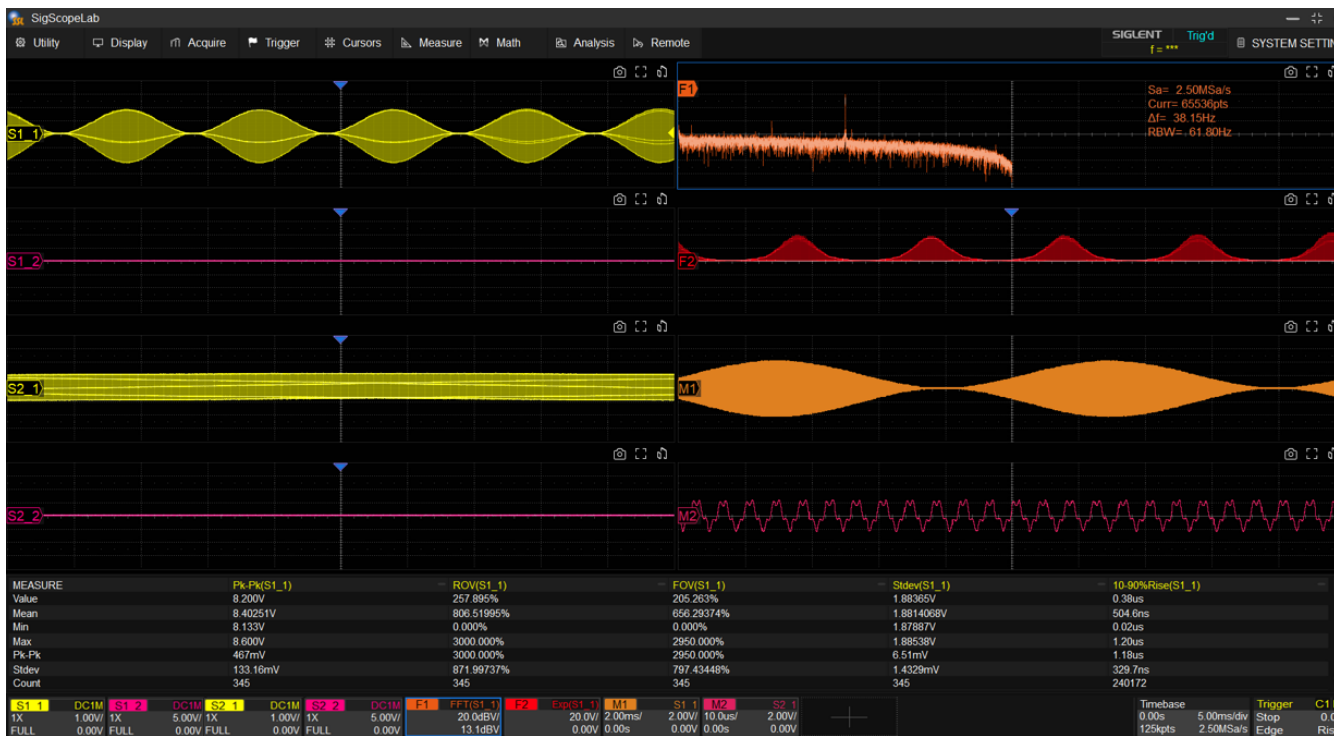 SigScopeLab
Utility Display Acquire Trigger Cursors Measure Math Analysis Remote
SIGLENT Trig'd
f = ***
SYSTEM SETTIN
S1_1
F1
Sa= 2.50MSa/s
Curr= 65536pts
Δf= 38.15Hz
RBW= 61.80Hz
S1_2
F2
S2_1
M1
S2_2
M2
MEASURE Pk-Pk(S1_1) ROV(S1_1) FOV(S1_1) Stdev(S1_1) 10-90%Rise(S1_1)
Value 8.200V 257.895% 205.263% 1.88365V 0.38us
Mean 8.40251V 806.51995% 656.29374% 1.8814068V 504.6ns
Min 8.133V 0.000% 0.000% 1.87887V 0.02us
Max 8.600V 3000.000% 2950.000% 1.88538V 1.20us
Pk-Pk 467mV 3000.000% 2950.000% 6.51mV 1.18us
Stdev 133.16mV 871.99737% 797.43448% 1.4329mV 329.7ns
Count 345 345 345 345 240172
S1_1 DC1M S1_2 DC1M S2_1 DC1M S2_2 DC1M F1 FFT(S1_1) F2 Exp(S1_1) M1 S1_1 M2 S2_1 Timebase Trigger C1
1X 1.00V/ 1X 5.00V/ 1X 1.00V/ 1X 5.00V/ 20.0dBV/ 20.0V/ 2.00ms/ 2.00V/ 10.0us/ 2.00V/ 0.00s 5.00ms/div Stop 0.0
FULL 0.00V FULL 0.00V FULL 0.00V FULL 0.00V 13.1dBV 0.00V 0.00s 0.00V 0.00s 0.00V 125kpts 2.50MSa/s Edge Ris